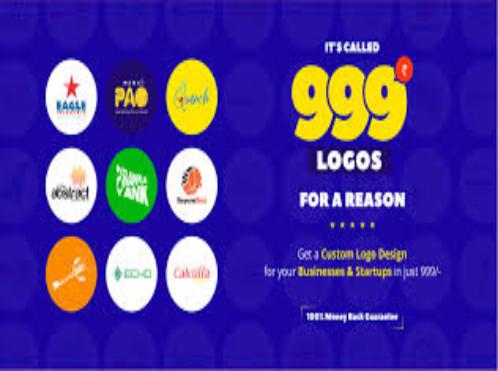 IT'S CALLED
999
₹
LOGOS
FOR A REASON
Get a Custom Logo Design
for your Businesses & Startups in just 999/-
100% Money Back Guarantee
EAGLE
PAO
Quench
abstract
ECHO
Calcutta